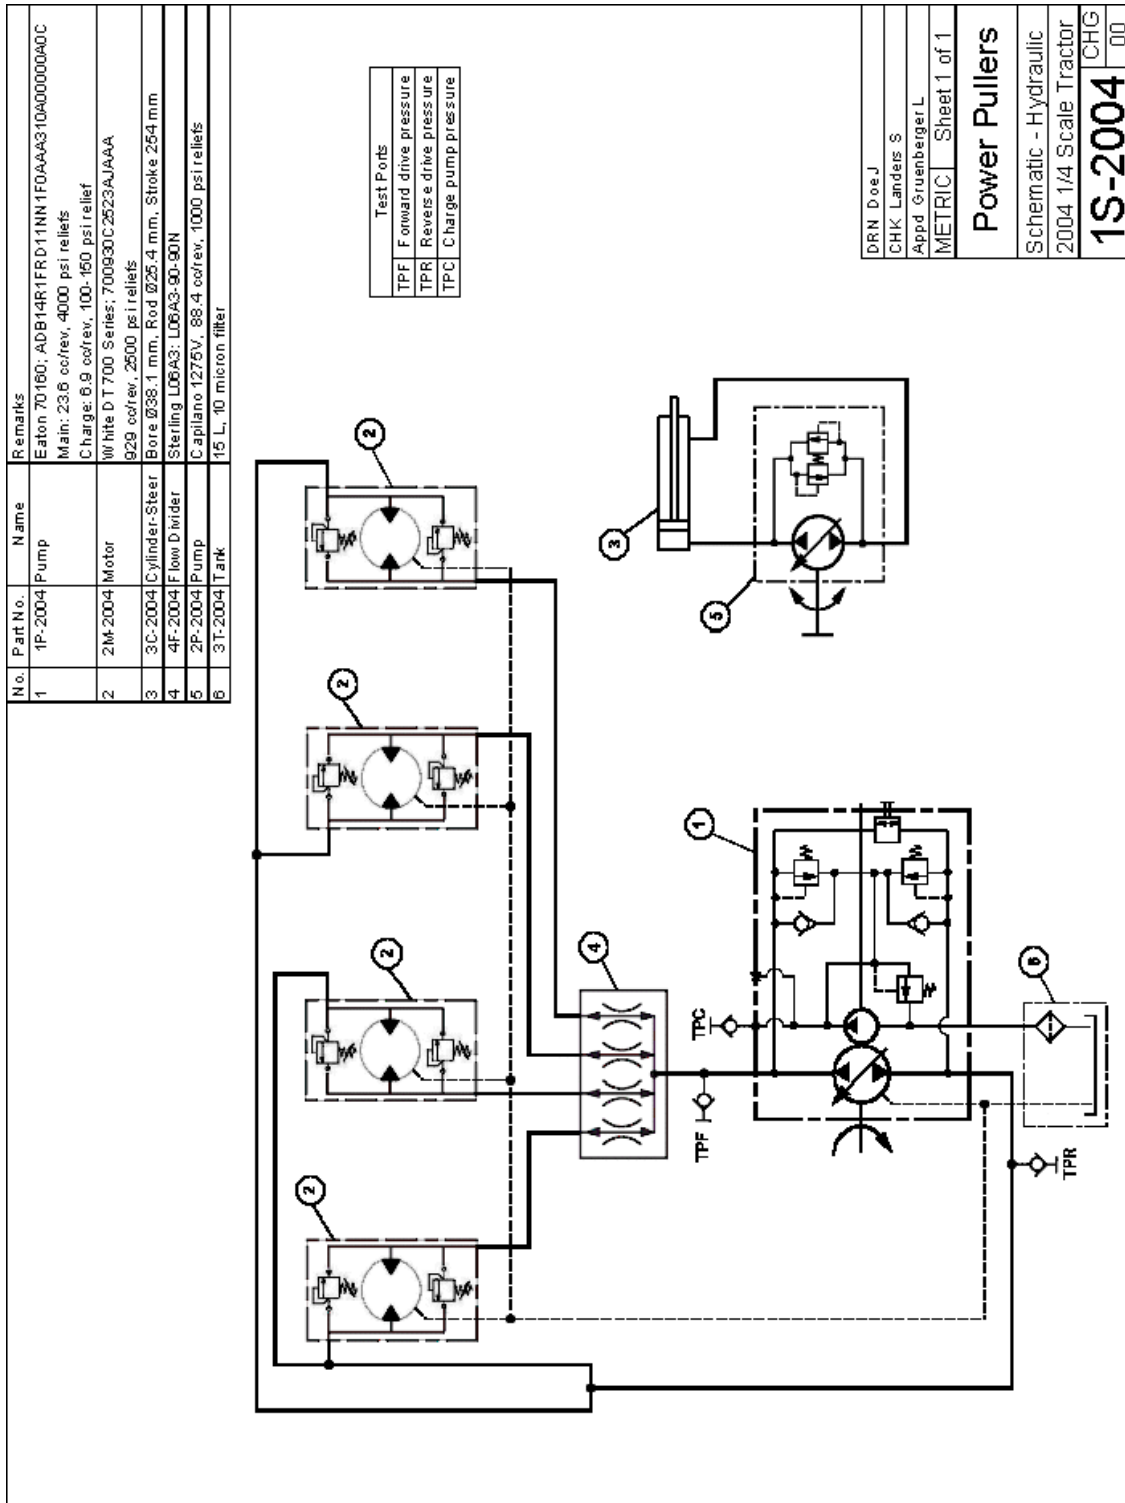 No. Part No. Name Remarks
1 1P-2004 Pump Eaton 70160; ADB14R1FRD11NN1F0AAA310A00000A0C
Main: 23.6 cc/rev, 4000 psi reliefs
Charge: 6.9 cc/rev, 100-150 psi relief
2 2M-2004 Motor White DT 700 Series; 700930C2523AJAAA
929 cc/rev, 2500 psi reliefs
3 3C-2004 Cylinder-Steer Bore Ø38.1 mm, Rod Ø25.4 mm, Stroke 254 mm
4 4F-2004 Flow Divider Sterling L06A3; L06A3-90-90N
5 2P-2004 Pump Capilano 1275V, 88.4 cc/rev, 1000 psi reliefs
6 3T-2004 Tank 15 L, 10 micron filter
Test Ports
TPF Forward drive pressure
TPR Reverse drive pressure
TPC Charge pump pressure
2
2
2
2
3
5
4
1
6
TPC
TPF
TPR
DRN Doe J
CHK Landers S
Appd Gruenberger L
METRIC Sheet 1 of 1
Power Pullers
Schematic - Hydraulic
2004 1/4 Scale Tractor
1S-2004 CHG
00